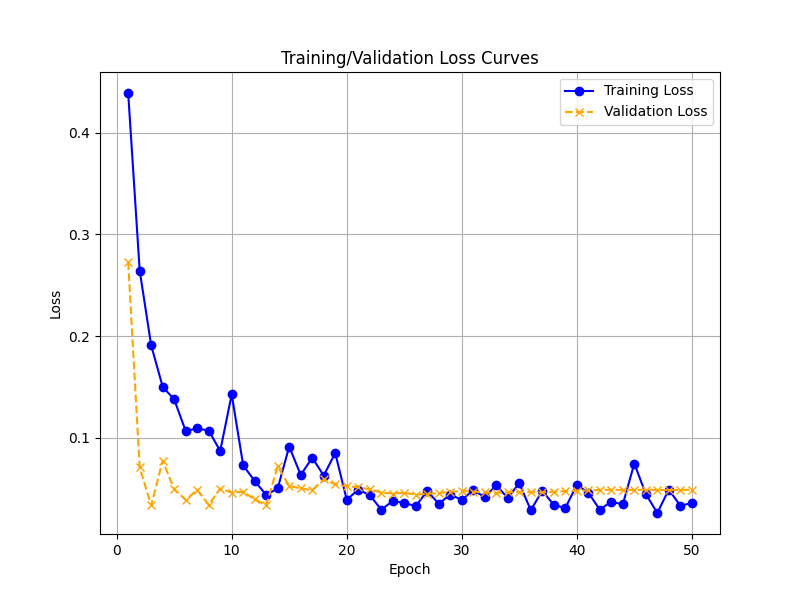 Training/Validation Loss Curves
Training Loss
Validation Loss
0.4
0.3
0.2
0.1
Loss
0 10 20 30 40 50
Epoch